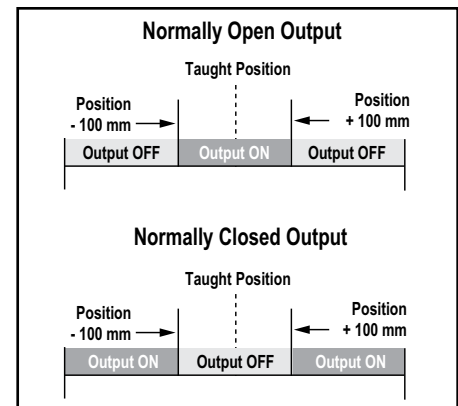 Normally Open Output
Taught Position
Position
- 100 mm
Position
+ 100 mm
Output OFF Output ON Output OFF
Normally Closed Output
Taught Position
Position
- 100 mm
Position
+ 100 mm
Output ON Output OFF Output ON